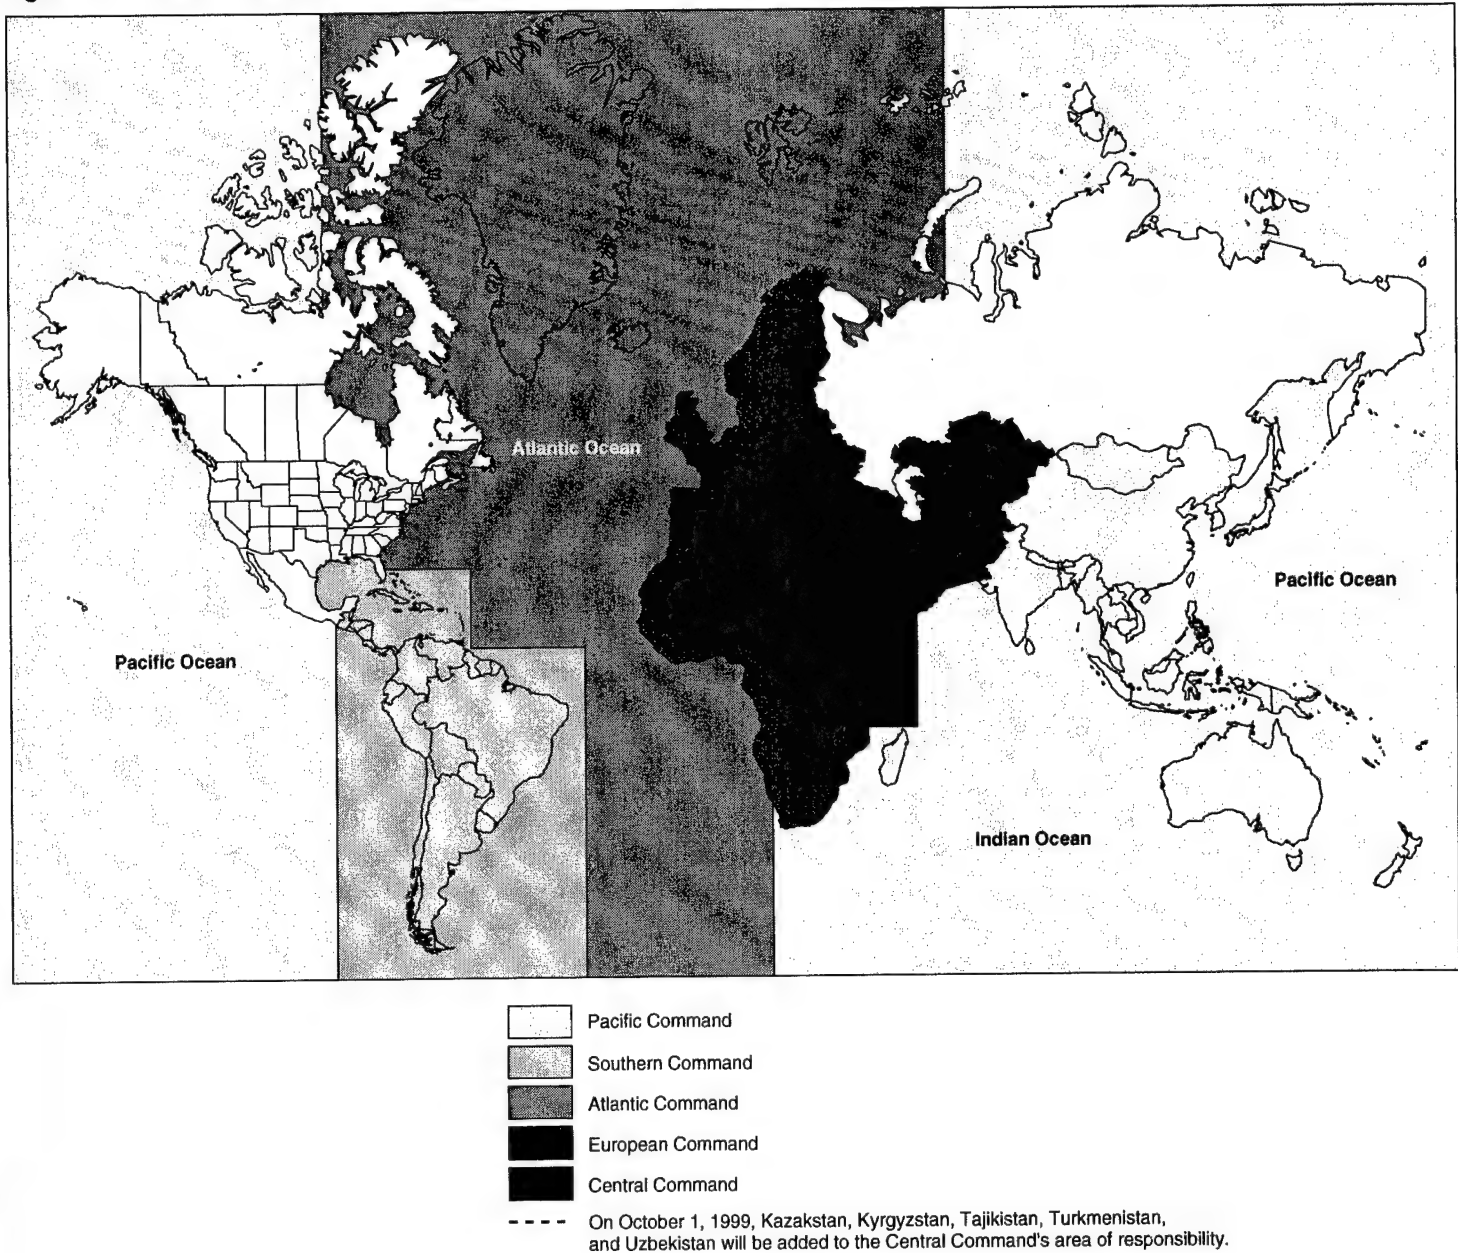 Atlantic Ocean
Pacific Ocean
Pacific Ocean
Indian Ocean
Pacific Command
Southern Command
Atlantic Command
European Command
Central Command
On October 1, 1999, Kazakstan, Kyrgyzstan, Tajikistan, Turkmenistan,
and Uzbekistan will be added to the Central Command's area of responsibility.